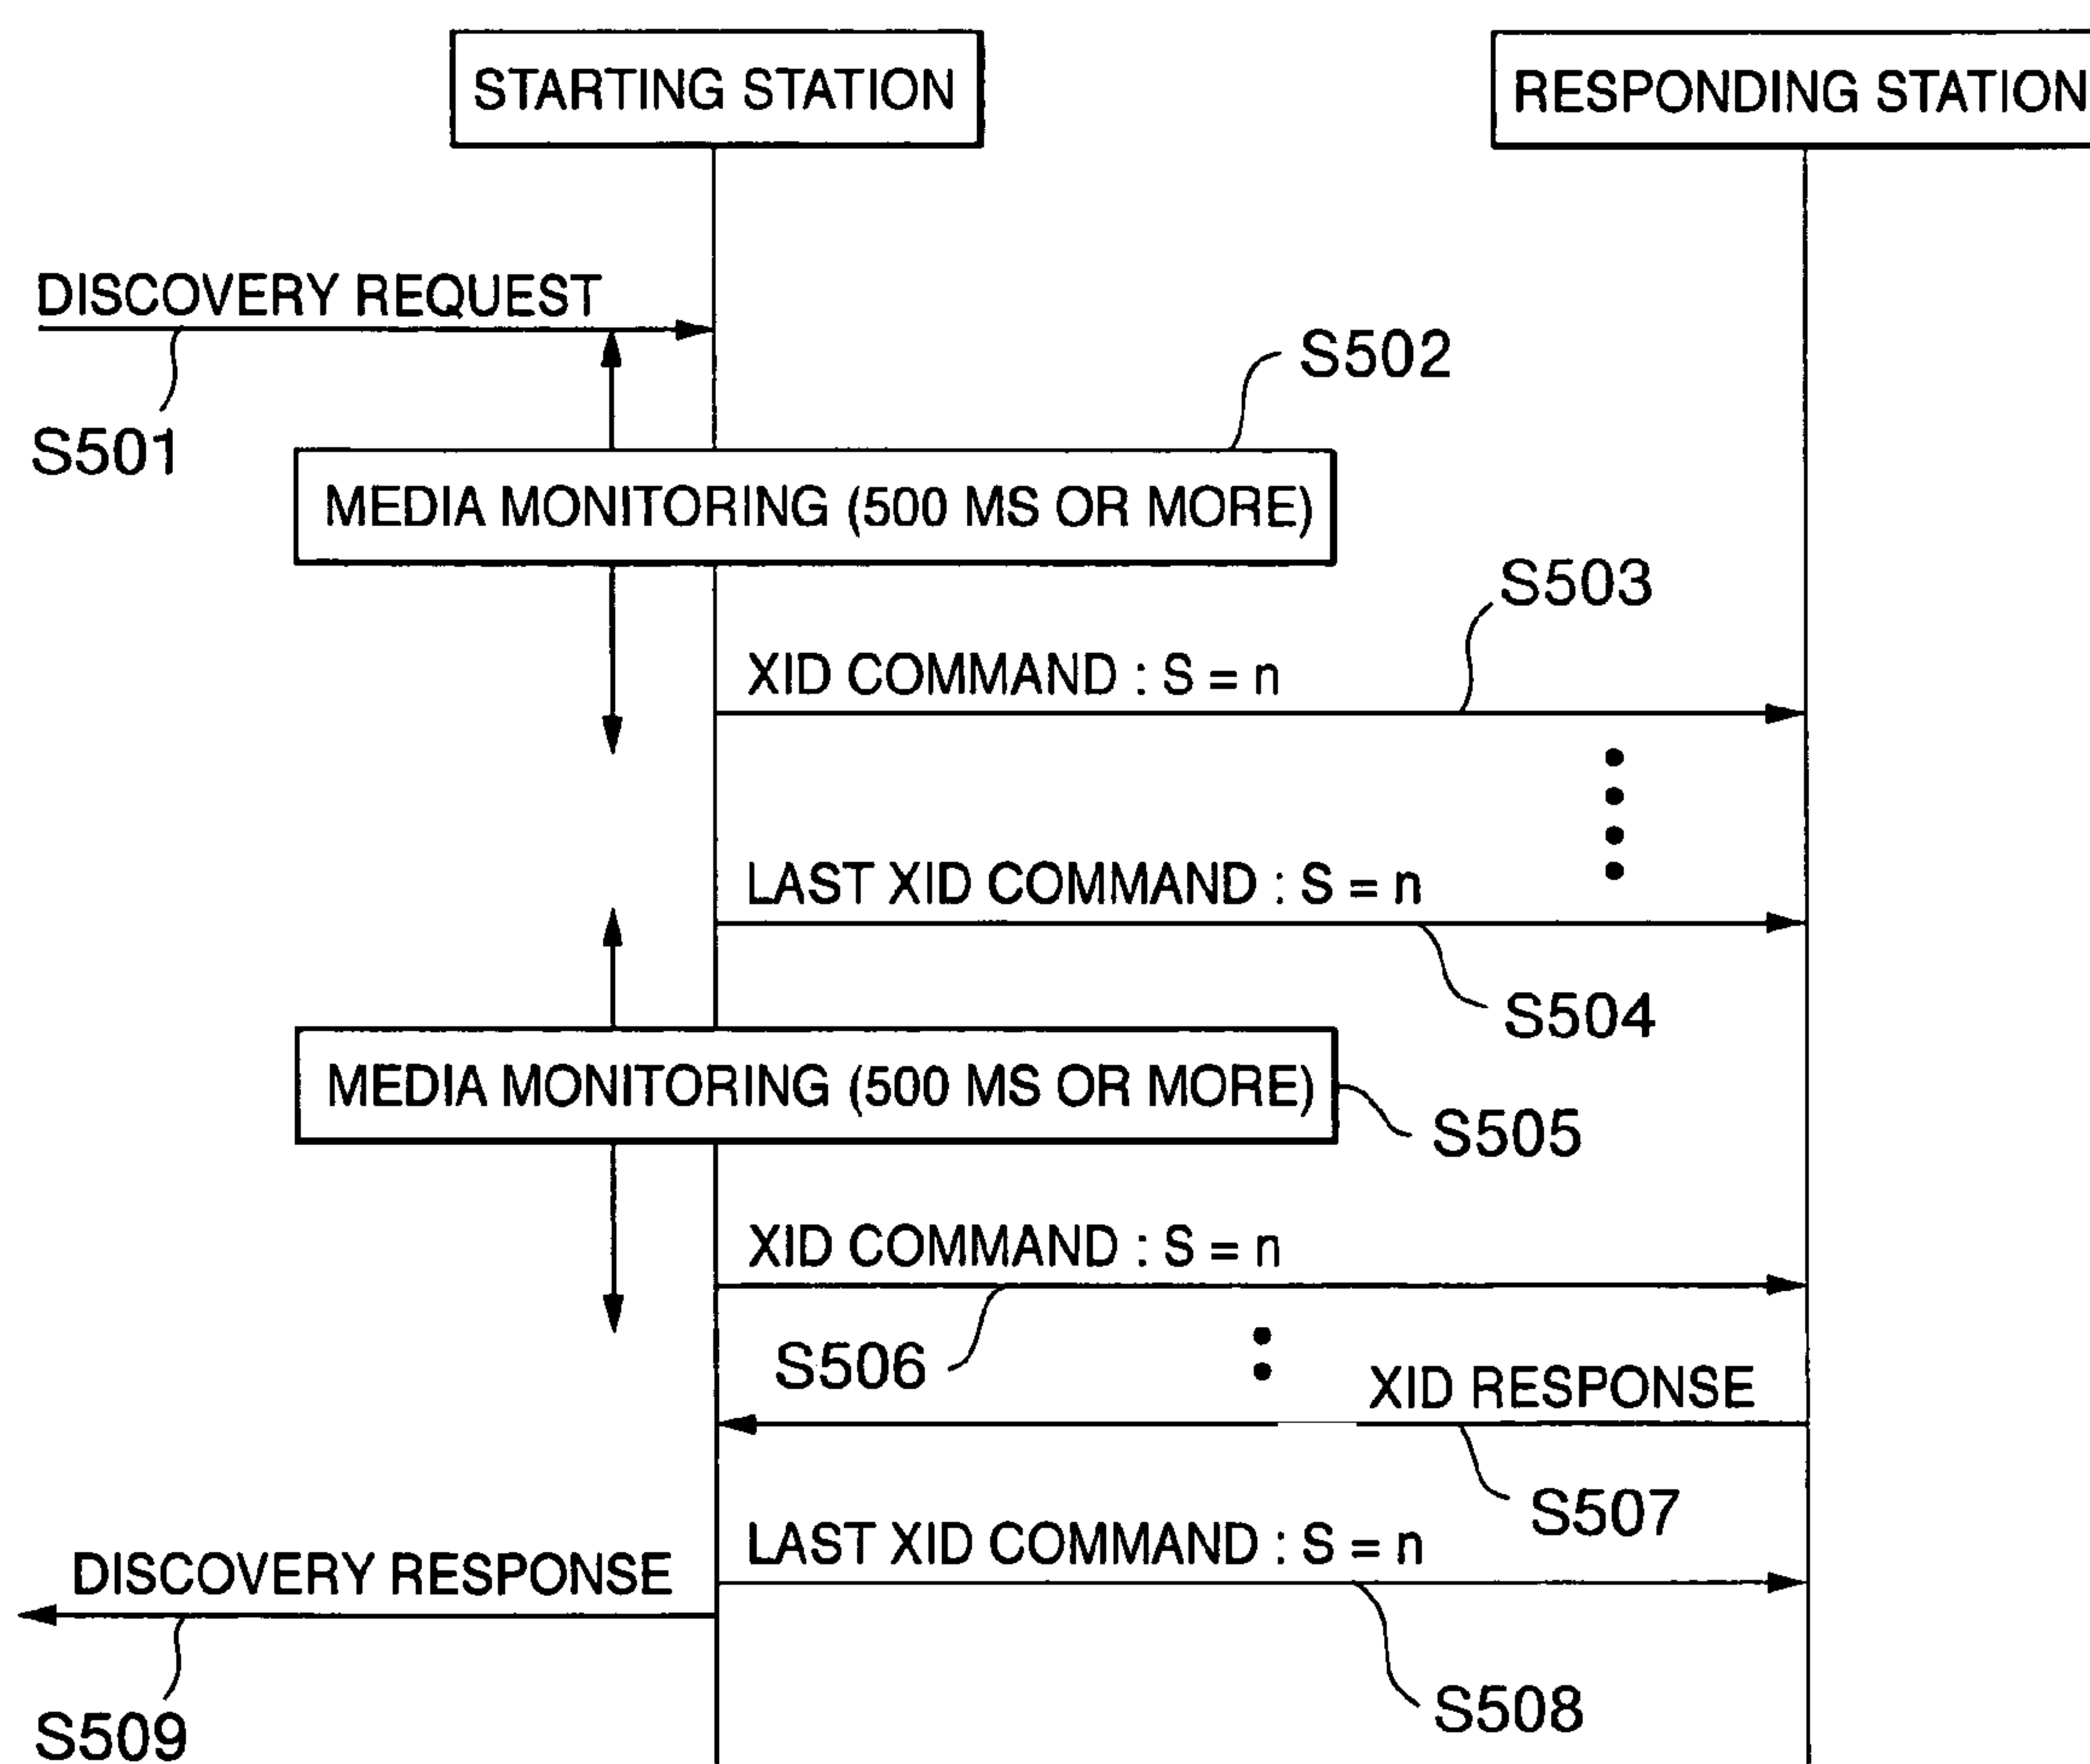 STARTING STATION
RESPONDING STATION
DISCOVERY REQUEST
S501
S502
MEDIA MONITORING (500 MS OR MORE)
S503
XID COMMAND : S = n
LAST XID COMMAND : S = n
S504
MEDIA MONITORING (500 MS OR MORE)
S505
XID COMMAND : S = n
S506
XID RESPONSE
S507
LAST XID COMMAND : S = n
DISCOVERY RESPONSE
S508
S509